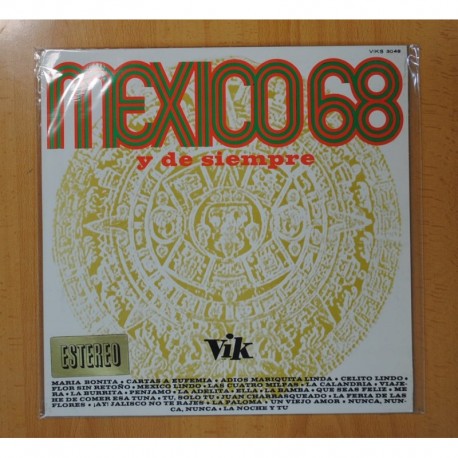 VKS 3048
MEXICO68
y de siempre
ESTEREO
Vik
MARIA BONITA • CARTAS A EUFEMIA • ADIOS MARIQUITA LINDA • CELITO LINDO •
FLOR SIN RETOÑO • MEXICO LINDO • LAS CUATRO MILPAS • LA CALANDRIA • VIAJE-
RA • LA BURRITA • PENJAMO • LA ADELITA • ELLA • LA BAMBA • QUE SEAS FELIZ • ME
HE DE COMER ESA TUNA • TU, SOLO TU • JUAN CHARRASQUEADO • LA FERIA DE LAS
FLORES • ¡AY! JALISCO NO TE RAJES • LA PALOMA • UN VIEJO AMOR • NUNCA, NUN-
CA, NUNCA • LA NOCHE Y TU